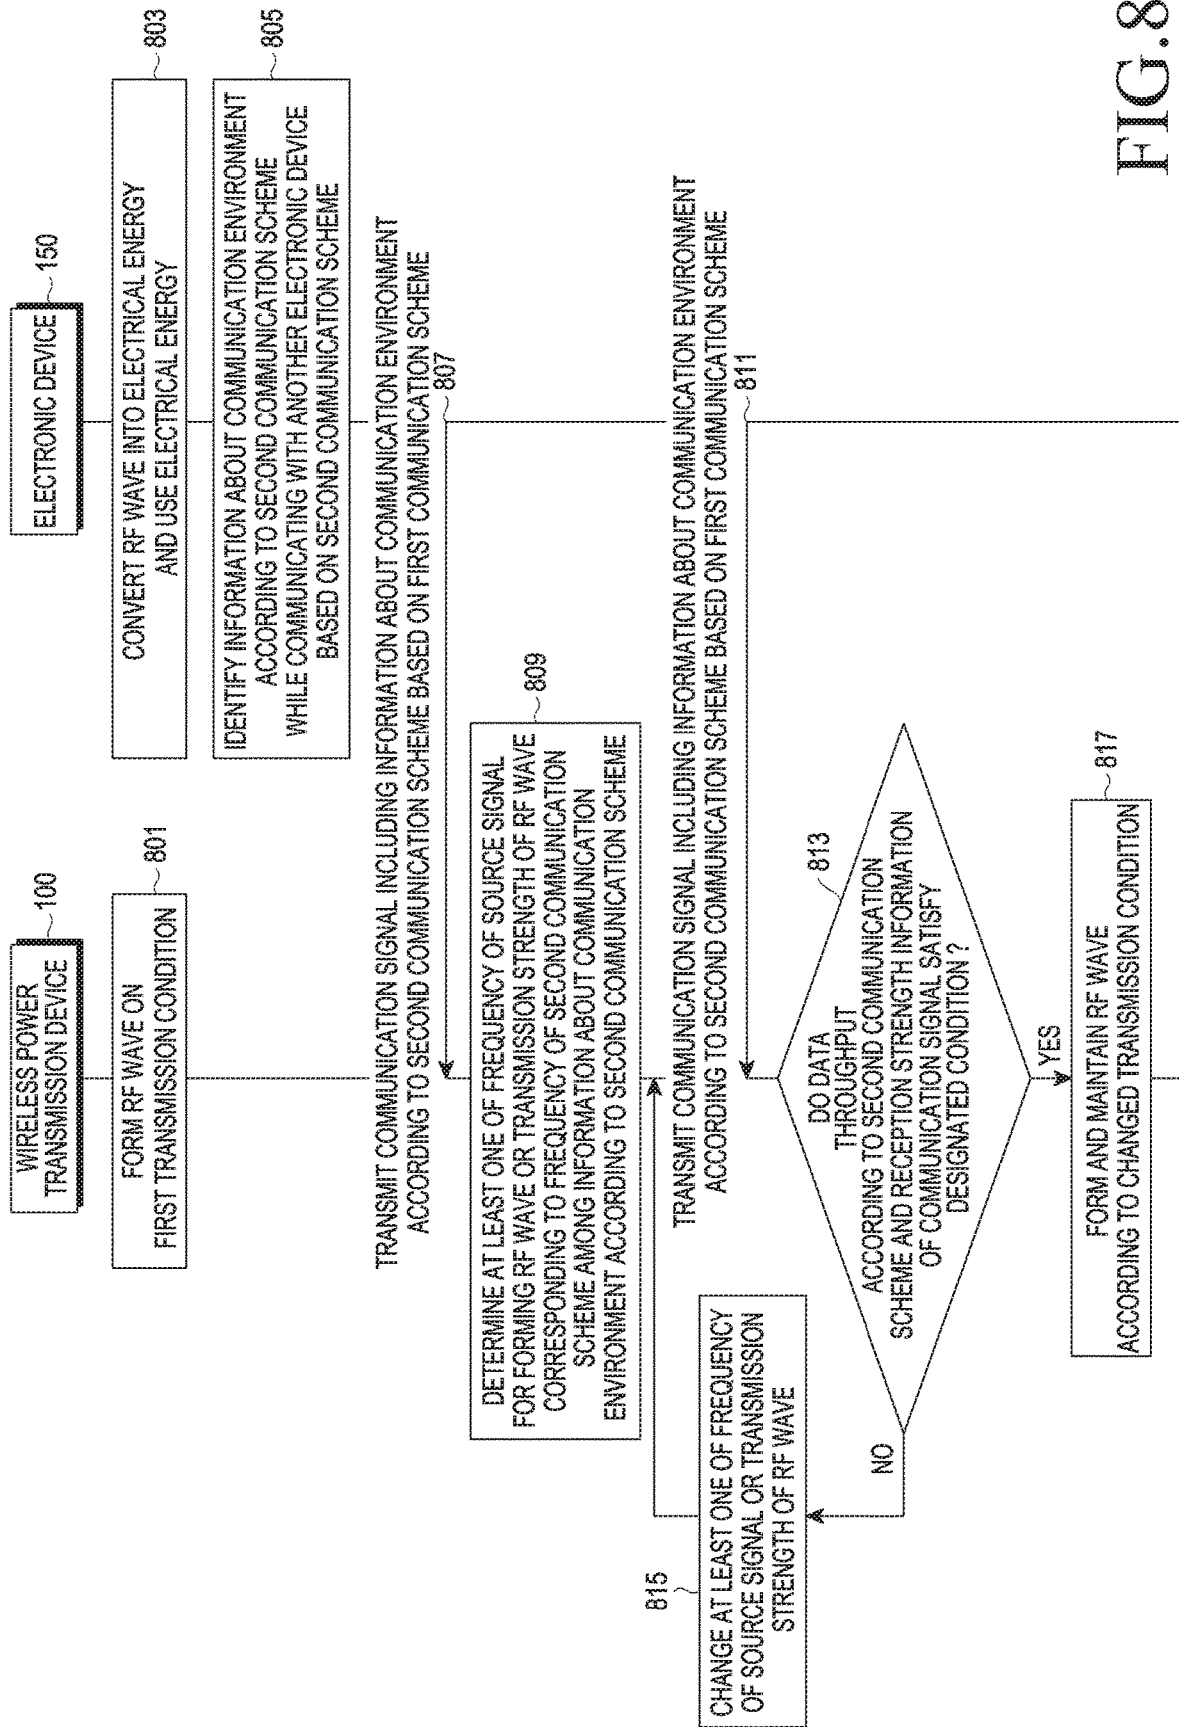 WIRELESS POWER
TRANSMISSION DEVICE
100
ELECTRONIC DEVICE
150
801
FORM RF WAVE ON
FIRST TRANSMISSION CONDITION
803
CONVERT RF WAVE INTO ELECTRICAL ENERGY
AND USE ELECTRICAL ENERGY
805
IDENTIFY INFORMATION ABOUT COMMUNICATION ENVIRONMENT
ACCORDING TO SECOND COMMUNICATION SCHEME
WHILE COMMUNICATING WITH ANOTHER ELECTRONIC DEVICE
BASED ON SECOND COMMUNICATION SCHEME
TRANSMIT COMMUNICATION SIGNAL INCLUDING INFORMATION ABOUT COMMUNICATION ENVIRONMENT
ACCORDING TO SECOND COMMUNICATION SCHEME BASED ON FIRST COMMUNICATION SCHEME
807
809
DETERMINE AT LEAST ONE OF FREQUENCY OF SOURCE SIGNAL
FOR FORMING RF WAVE OR TRANSMISSION STRENGTH OF RF WAVE
CORRESPONDING TO FREQUENCY OF SECOND COMMUNICATION
SCHEME AMONG INFORMATION ABOUT COMMUNICATION
ENVIRONMENT ACCORDING TO SECOND COMMUNICATION SCHEME
TRANSMIT COMMUNICATION SIGNAL INCLUDING INFORMATION ABOUT COMMUNICATION ENVIRONMENT
ACCORDING TO SECOND COMMUNICATION SCHEME BASED ON FIRST COMMUNICATION SCHEME
811
815
CHANGE AT LEAST ONE OF FREQUENCY
OF SOURCE SIGNAL OR TRANSMISSION
STRENGTH OF RF WAVE
813
DO DATA
THROUGHPUT
ACCORDING TO SECOND COMMUNICATION
SCHEME AND RECEPTION STRENGTH INFORMATION
OF COMMUNICATION SIGNAL SATISFY
DESIGNATED CONDITION ?
NO
YES
817
FORM AND MAINTAIN RF WAVE
ACCORDING TO CHANGED TRANSMISSION CONDITION
FIG.8